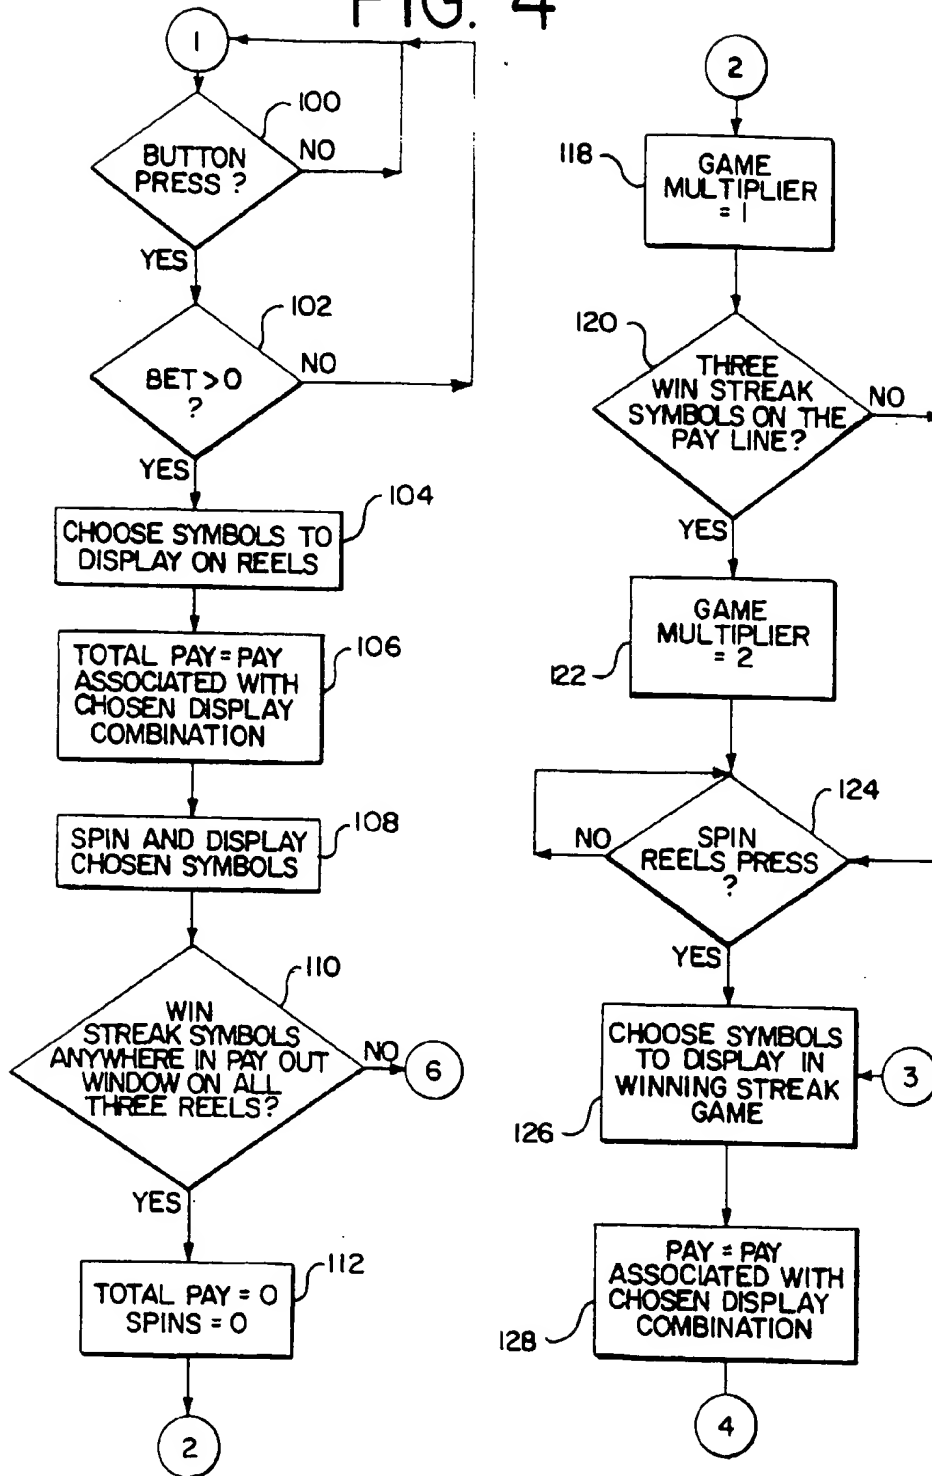 FIG. 4
1
100
BUTTON
PRESS ?
NO
YES
102
BET > 0
?
NO
YES
104
CHOOSE SYMBOLS TO
DISPLAY ON REELS
106
TOTAL PAY = PAY
ASSOCIATED WITH
CHOSEN DISPLAY
COMBINATION
108
SPIN AND DISPLAY
CHOSEN SYMBOLS
110
WIN
STREAK SYMBOLS
ANYWHERE IN PAY OUT
WINDOW ON ALL
THREE REELS?
NO
6
YES
112
TOTAL PAY = 0
SPINS = 0
2
2
118
GAME
MULTIPLIER
= 1
120
THREE
WIN STREAK
SYMBOLS ON THE
PAY LINE?
NO
YES
GAME
MULTIPLIER
= 2
122
124
NO
SPIN
REELS PRESS
?
YES
CHOOSE SYMBOLS
TO DISPLAY IN
WINNING STREAK
GAME
3
126
PAY = PAY
ASSOCIATED WITH
CHOSEN DISPLAY
COMBINATION
128
4